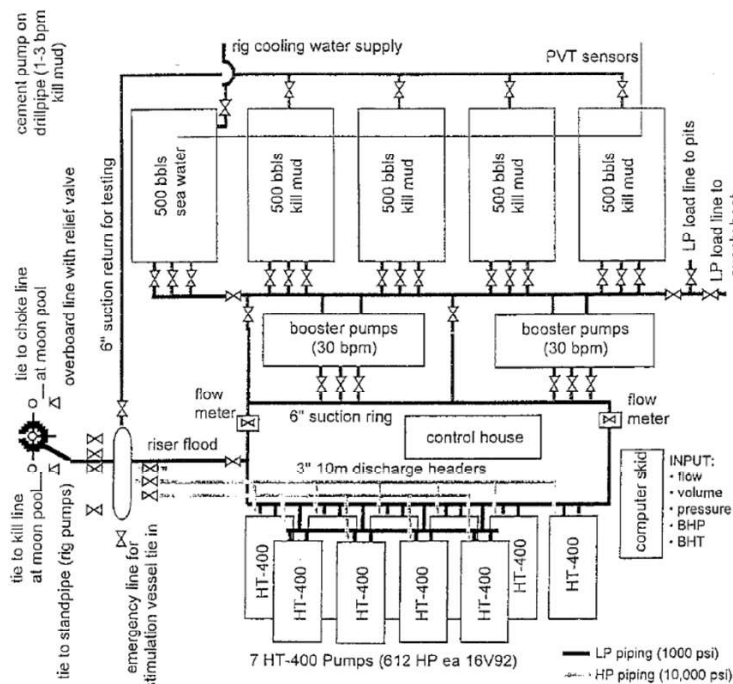 cement pump on
drillpipe (1-3 bpm
kill mud)
rig cooling water supply
PVT sensors
500 bbls
sea water
500 bbls
kill mud
500 bbls
kill mud
500 bbls
kill mud
500 bbls
kill mud
LP load line to pits
LP load line to
6" suction return for testing
overboard line with relief valve
tie to choke line
at moon pool
booster pumps
(30 bpm)
booster pumps
(30 bpm)
flow
meter
6" suction ring
flow
meter
control house
riser flood
3" 10m discharge headers
computer skid
INPUT:
• flow
• volume
• pressure
• BHP
• BHT
tie to kill line
at moon pool
tie to standpipe (rig pumps)
emergency line for
stimulation vessel tie in
HT-400
HT-400
HT-400
HT-400
HT-400
HT-400
HT-400
7 HT-400 Pumps (612 HP ea 16V92)
LP piping (1000 psi)
HP piping (10,000 psi)